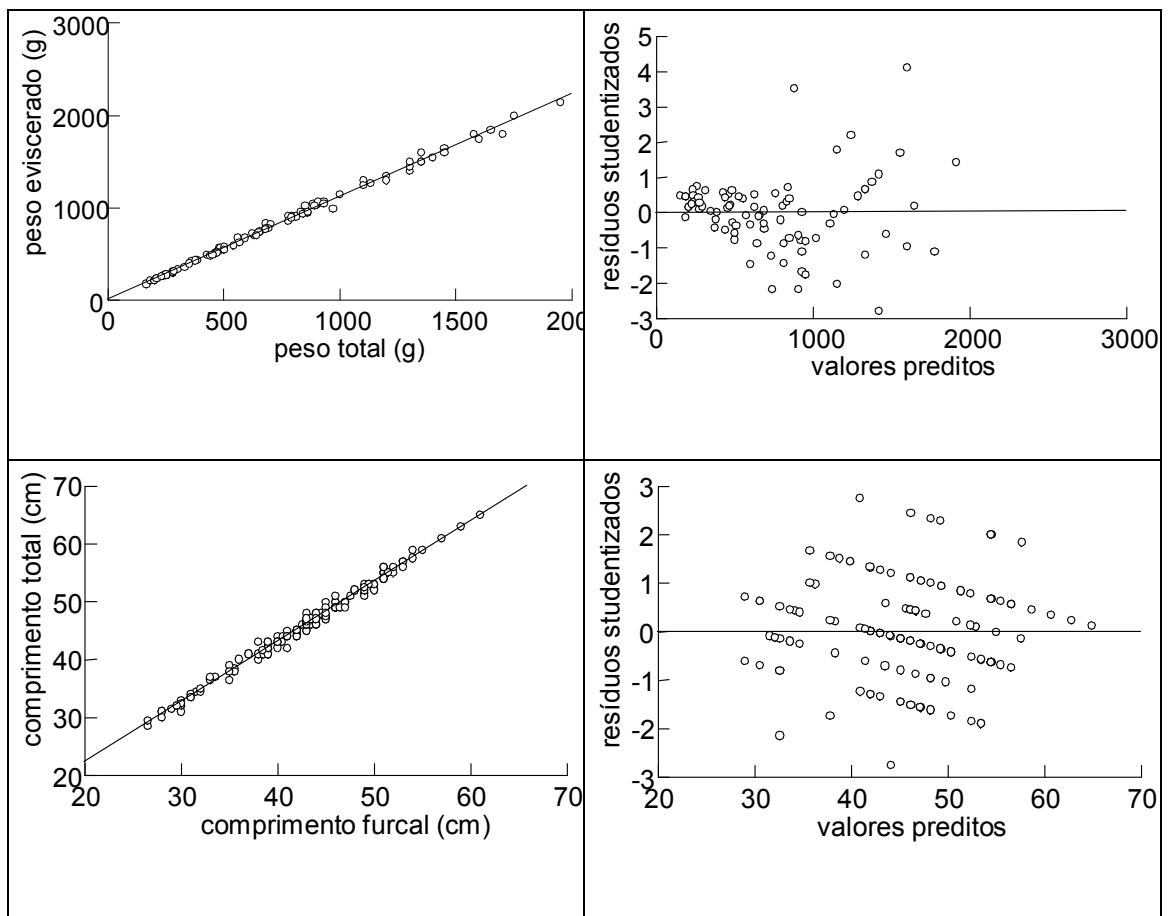 peso eviscerado (g)
3000
2000
1000
0
0 500 1000 1500 200
peso total (g)
resíduos studentizados
5
4
3
2
1
0
-1
-2
-3
0 1000 2000 3000
valores preditos
comprimento total (cm)
70
60
50
40
30
20
20 30 40 50 60 70
comprimento furcal (cm)
resíduos studentizados
3
2
1
0
-1
-2
-3
20 30 40 50 60 70
valores preditos